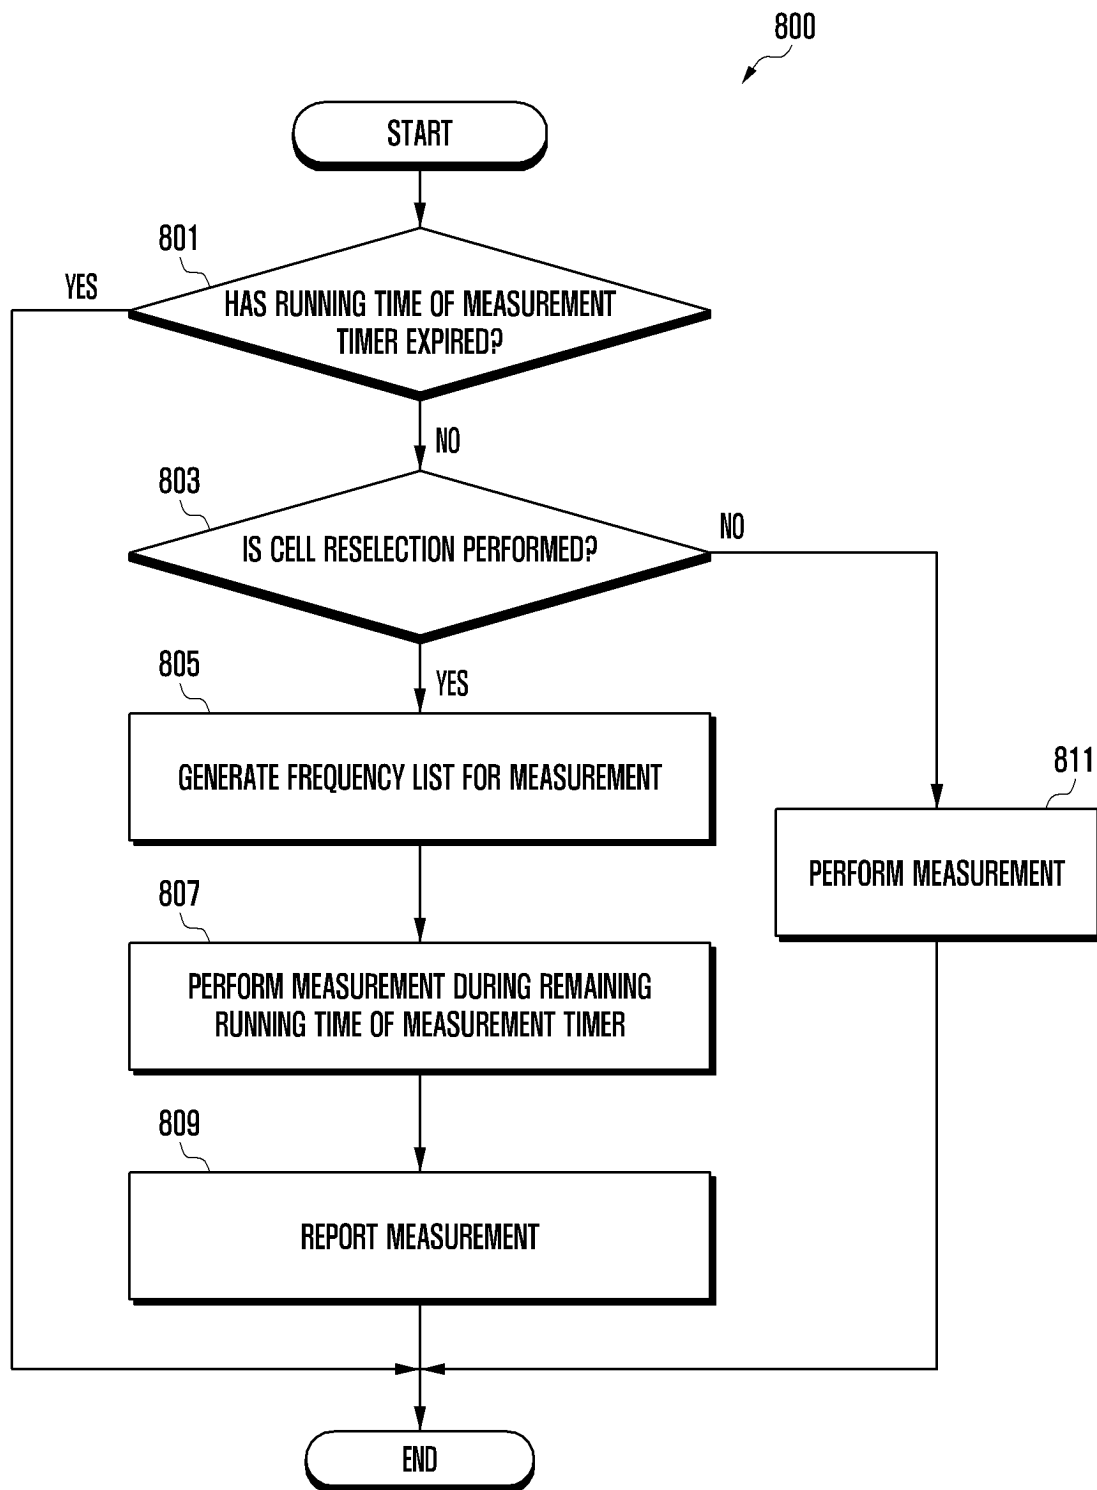 800
START
801
YES
HAS RUNNING TIME OF MEASUREMENT
TIMER EXPIRED?
NO
803
IS CELL RESELECTION PERFORMED?
NO
YES
805
GENERATE FREQUENCY LIST FOR MEASUREMENT
811
PERFORM MEASUREMENT
807
PERFORM MEASUREMENT DURING REMAINING
RUNNING TIME OF MEASUREMENT TIMER
809
REPORT MEASUREMENT
END